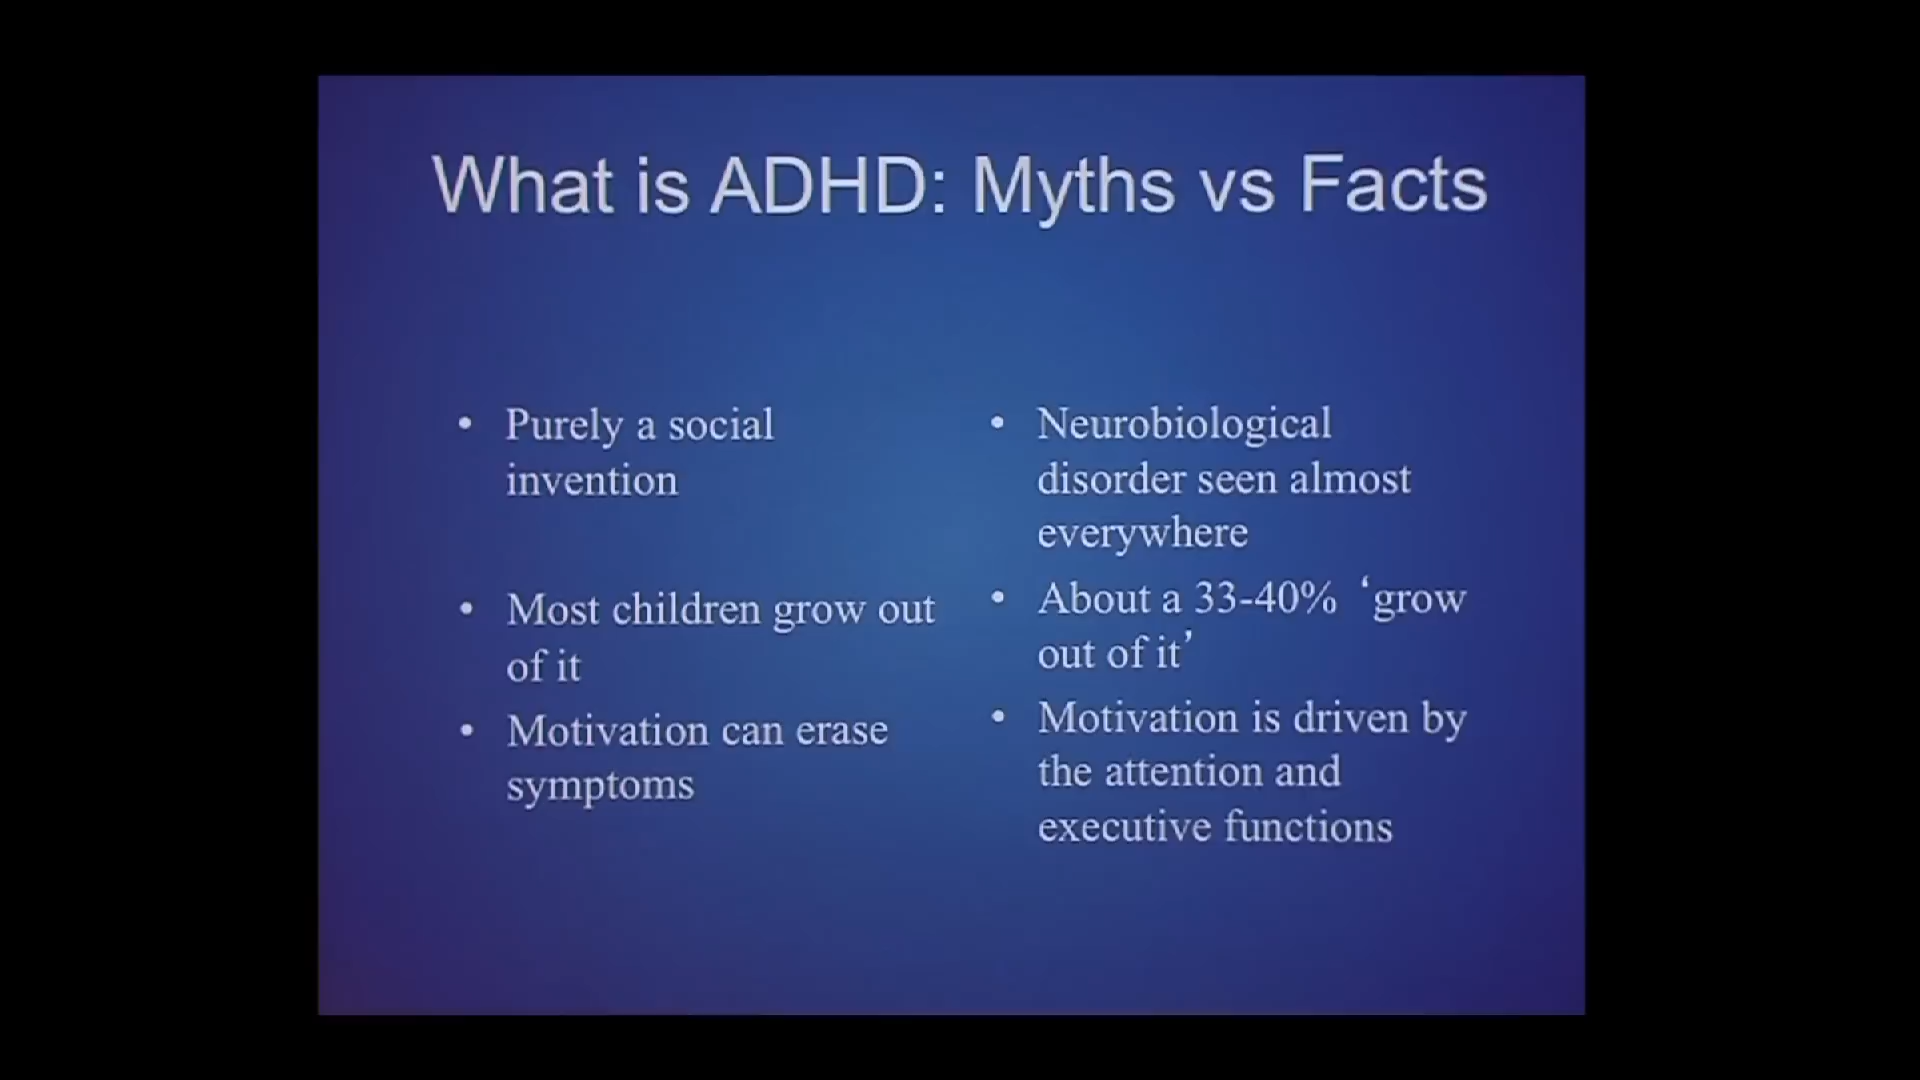 What is ADHD: Myths vs Facts
• Purely a social
invention
• Most children grow out
of it
• Motivation can erase
symptoms
• Neurobiological
disorder seen almost
everywhere
• About a 33-40% ‘grow
out of it’
• Motivation is driven by
the attention and
executive functions